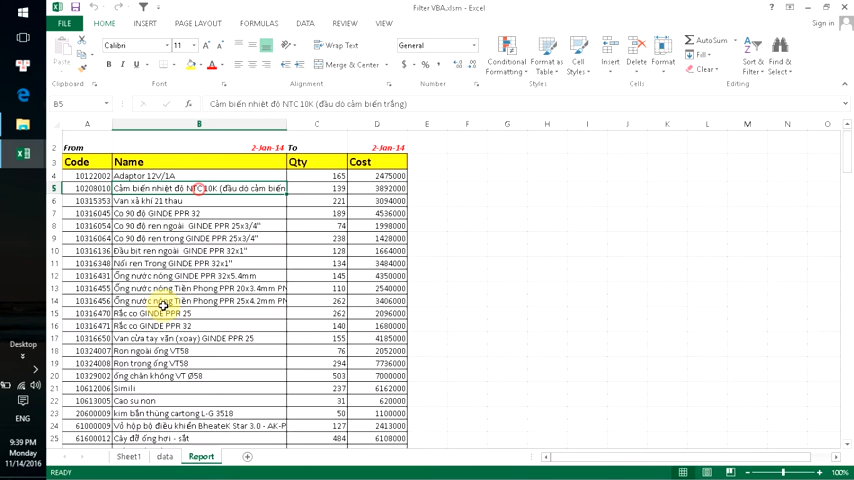 Filter VBA.xlsm - Excel
Sign in
FILE HOME INSERT PAGE LAYOUT FORMULAS DATA REVIEW VIEW
Paste Calibri 11 Wrap Text General Conditional Formatting Format as Table Cell Styles Insert Delete Format AutoSum Sort & Filter
B I U Merge & Center $ % Fill
Clear
Clipboard Font Alignment Number Styles Cells Editing
B5 fx Cảm biến nhiệt độ NTC 10K (đầu dò cảm biến trắng)
A B C D E F G H I J K L M N O
2 From 2-Jan-14 To 2-Jan-14
3 Code Name Qty Cost
4 10122002 Adaptor 12V/1A 165 2475000
5 10208010 Cảm biến nhiệt độ NTC 10K (đầu dò cảm biến 139 3892000
6 10315353 Van xả khí 21 thau 221 3094000
7 10316045 Co 90 độ GINDE PPR 32 189 4536000
8 10316054 Co 90 độ ren ngoài GINDE PPR 25x3/4" 74 1998000
9 10316064 Co 90 độ ren trong GINDE PPR 25x3/4" 238 1428000
10 10316136 Đầu bịt ren ngoài GINDE PPR 32x1" 128 1664000
11 10316348 Nối ren Trong GINDE PPR 32x1" 134 3484000
12 10316431 Ống nước nóng GINDE PPR 32x5.4mm 145 4350000
13 10316455 Ống nước nóng Tiền Phong PPR 20x3.4mm PN 110 2540000
14 10316456 Ống nước nóng Tiền Phong PPR 25x4.2mm PN 262 3406000
15 10316470 Rắc co GINDE PPR 25 262 2096000
16 10316471 Rắc co GINDE PPR 32 140 1680000
17 10316650 Van cửa tay vặn (xoay) GINDE PPR 25 155 4185000
18 10324007 Ron ngoài ống VT58 76 2052000
19 10324008 Ron trong ống VT58 294 7736000
20 10329002 ống chân không VT Ø58 503 7000000
21 10612006 Simili 237 6162000
22 10613005 Cao su non 31 620000
23 20600009 kim bắn thùng cartong L-G 3518 50 1100000
24 61000009 Vỏ hộp bộ điều khiển BheateK Star 3.0 - AK-P 127 2413000
25 61600012 Cây đỡ ống hơi - sắt 484 6108000
Sheet1 data Report
READY 100%
Desktop
ENG
9:39 PM
Monday
11/14/2016